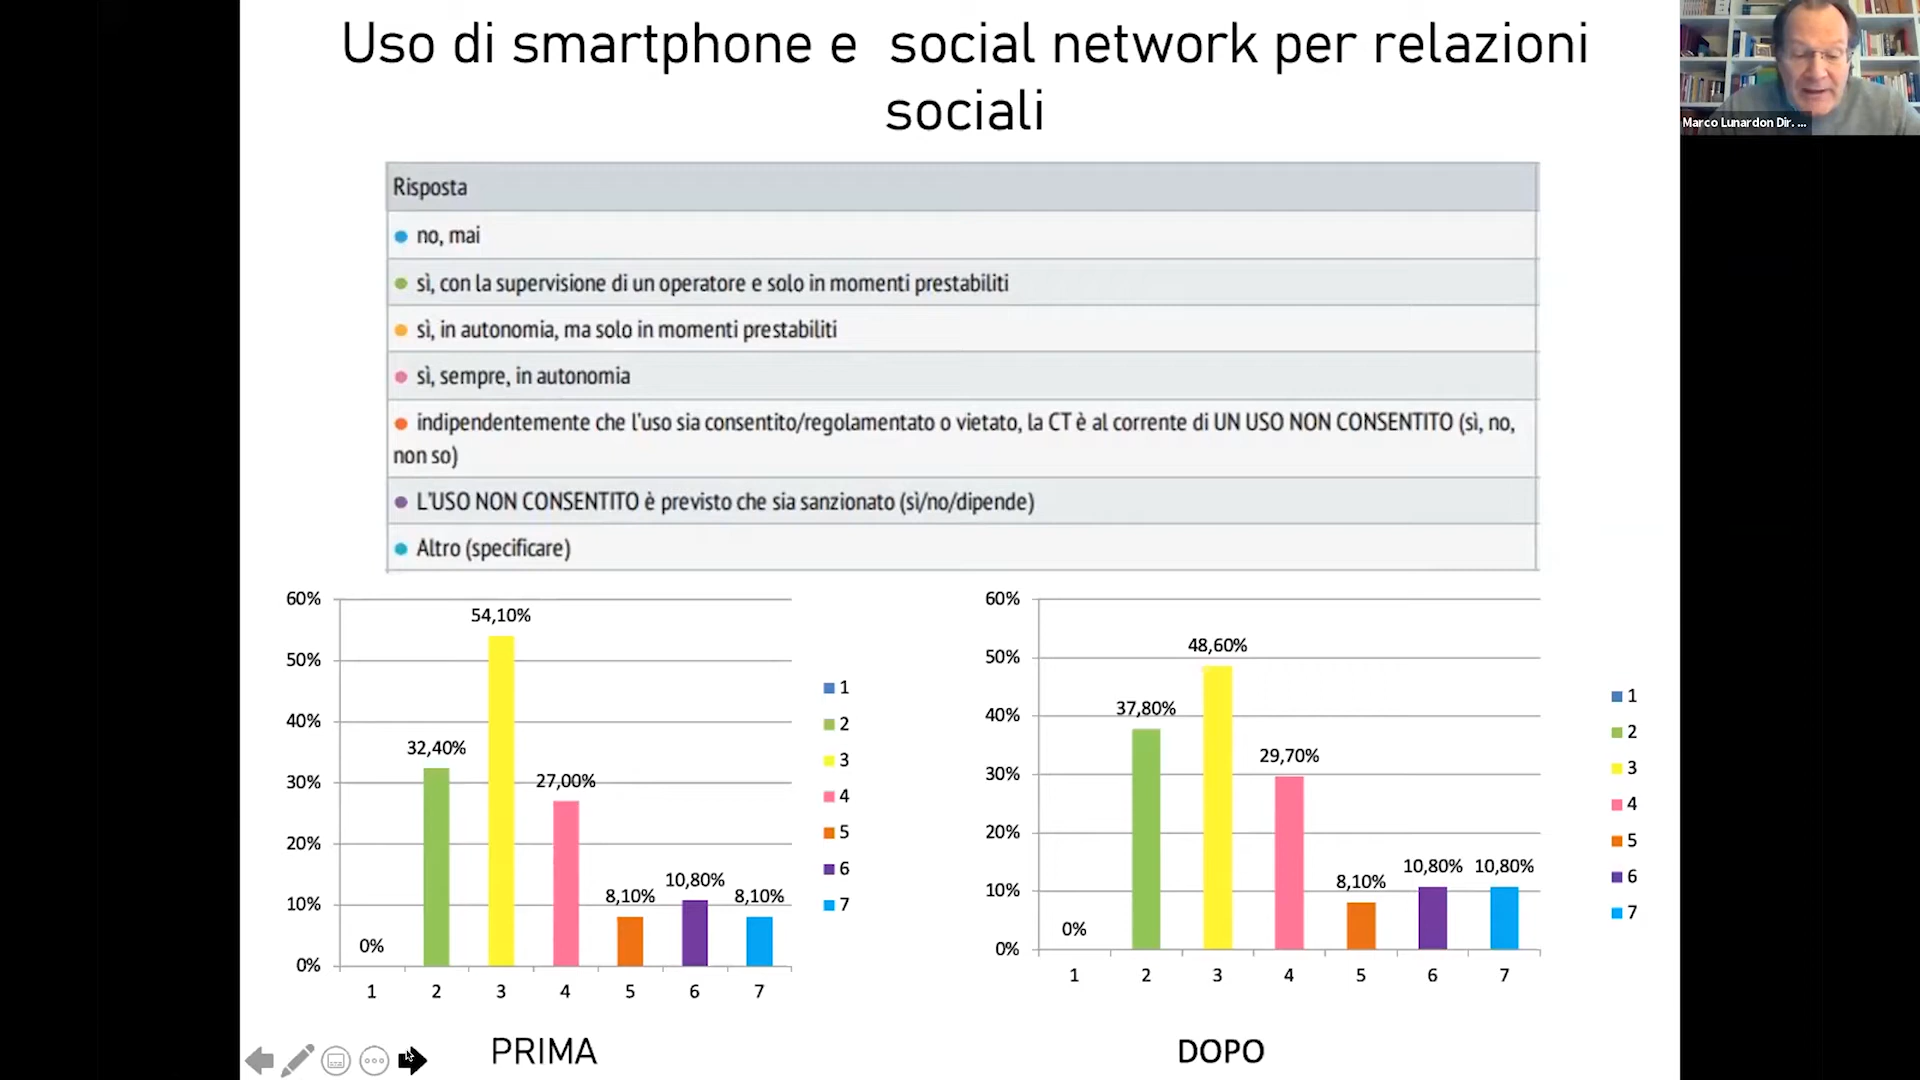 Uso di smartphone e social network per relazioni
sociali
Marco Lunardon Dir. ...
Risposta
no, mai
sì, con la supervisione di un operatore e solo in momenti prestabiliti
sì, in autonomia, ma solo in momenti prestabiliti
sì, sempre, in autonomia
indipendentemente che l'uso sia consentito/regolamentato o vietato, la CT è al corrente di UN USO NON CONSENTITO (sì, no,
non so)
L'USO NON CONSENTITO è previsto che sia sanzionato (sì/no/dipende)
Altro (specificare)
60%
50%
40%
30%
20%
10%
0%
0%
32,40%
54,10%
27,00%
8,10%
10,80%
8,10%
1 2 3 4 5 6 7
1
2
3
4
5
6
7
PRIMA
60%
50%
40%
30%
20%
10%
0%
0%
37,80%
48,60%
29,70%
8,10%
10,80%
10,80%
1 2 3 4 5 6 7
1
2
3
4
5
6
7
DOPO